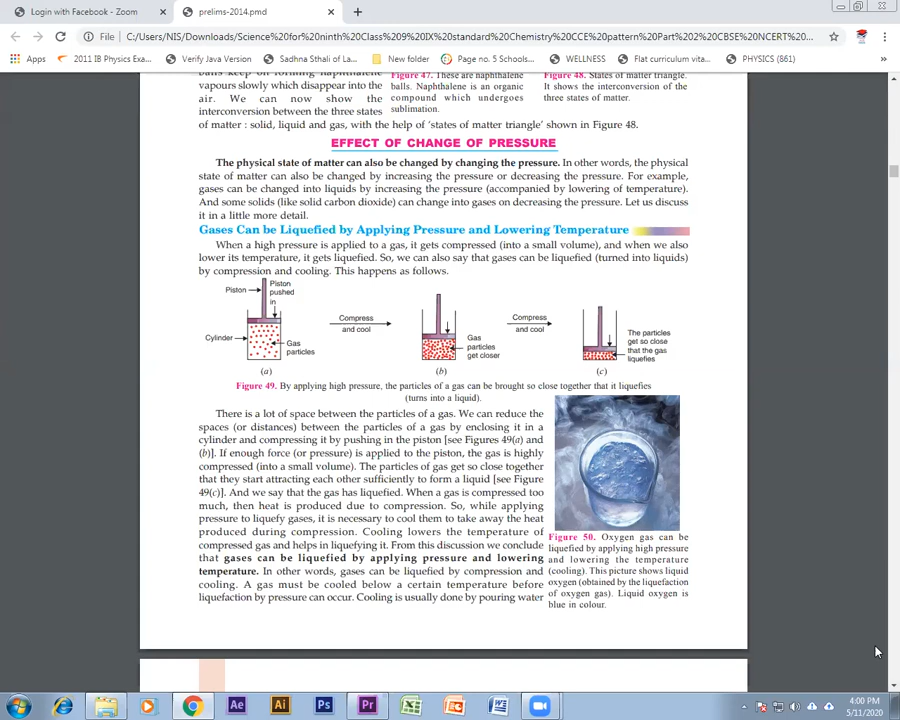 Login with Facebook - Zoom
prelims-2014.pmd
File
C:/Users/NIS/Downloads/Science%20for%20ninth%20Class%209%20IX%20standard%20Chemistry%20CCE%20pattern%20Part%202%20CBSE%20NCERT%20...
Apps
2011 IB Physics Exa...
Verify Java Version
Sadhna Sthali of La...
New folder
Page no. 5 Schools...
WELLNESS
Flat curriculum vita...
PHYSICS (861)
balls keep on forming naphthalene
vapours slowly which disappear into the
air. We can now show the
interconversion between the three states
of matter : solid, liquid and gas, with the help of ‘states of matter triangle’ shown in Figure 48.
Figure 47. These are naphthalene
balls. Naphthalene is an organic
compound which undergoes
sublimation.
Figure 48. States of matter triangle.
It shows the interconversion of the
three states of matter.
EFFECT OF CHANGE OF PRESSURE
The physical state of matter can also be changed by changing the pressure. In other words, the physical
state of matter can also be changed by increasing the pressure or decreasing the pressure. For example,
gases can be changed into liquids by increasing the pressure (accompanied by lowering of temperature).
And some solids (like solid carbon dioxide) can change into gases on decreasing the pressure. Let us discuss
it in a little more detail.
Gases Can be Liquefied by Applying Pressure and Lowering Temperature
When a high pressure is applied to a gas, it gets compressed (into a small volume), and when we also
lower its temperature, it gets liquefied. So, we can also say that gases can be liquefied (turned into liquids)
by compression and cooling. This happens as follows.
Piston
Piston
pushed
in
Cylinder
Gas
particles
Compress
and cool
Gas
particles
get closer
Compress
and cool
The particles
get so close
that the gas
liquefies
(a)
(b)
(c)
Figure 49. By applying high pressure, the particles of a gas can be brought so close together that it liquefies
(turns into a liquid).
There is a lot of space between the particles of a gas. We can reduce the
spaces (or distances) between the particles of a gas by enclosing it in a
cylinder and compressing it by pushing in the piston [see Figures 49(a) and
(b)]. If enough force (or pressure) is applied to the piston, the gas is highly
compressed (into a small volume). The particles of gas get so close together
that they start attracting each other sufficiently to form a liquid [see Figure
49(c)]. And we say that the gas has liquefied. When a gas is compressed too
much, then heat is produced due to compression. So, while applying
pressure to liquefy gases, it is necessary to cool them to take away the heat
produced during compression. Cooling lowers the temperature of
compressed gas and helps in liquefying it. From this discussion we conclude
that gases can be liquefied by applying pressure and lowering
temperature. In other words, gases can be liquefied by compression and
cooling. A gas must be cooled below a certain temperature before
liquefaction by pressure can occur. Cooling is usually done by pouring water
Figure 50. Oxygen gas can be
liquefied by applying high pressure
and lowering the temperature
(cooling). This picture shows liquid
oxygen (obtained by the liquefaction
of oxygen gas). Liquid oxygen is
blue in colour.
Ae
Ai
Ps
Pr
4:00 PM
5/11/2020